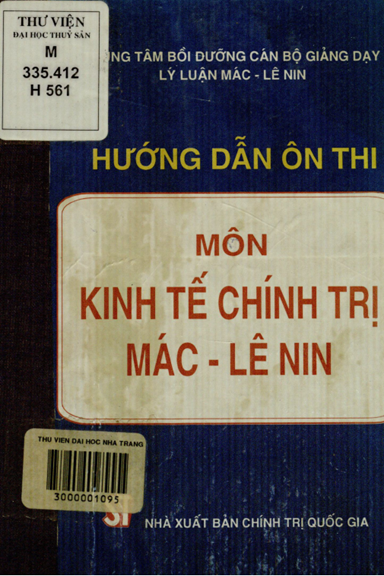 THƯ VIỆN
ĐẠI HỌC THUỶ SẢN
M
335.412
H 561
TÂM BỒI DƯỠNG CÁN BỘ GIẢNG DẠY
LÝ LUẬN MÁC - LÊ NIN
HƯỚNG DẪN ÔN THI
MÔN
KINH TẾ CHÍNH TRỊ
MÁC - LÊ NIN
THU VIEN DAI HOC NHA TRANG
3000001095
NHÀ XUẤT BẢN CHÍNH TRỊ QUỐC GIA